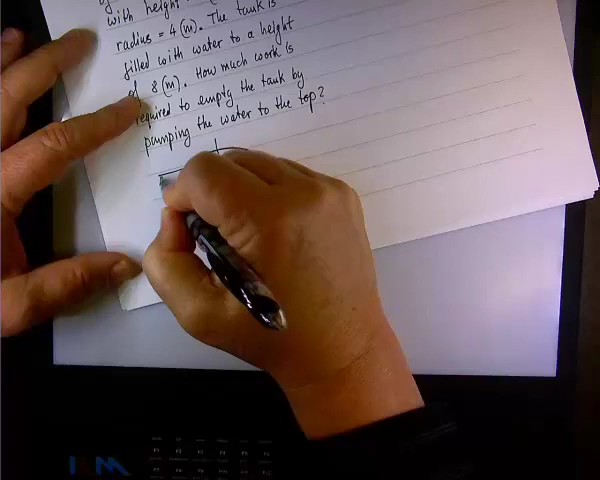 with height
radius = 4 (m). The tank is
filled with water to a height
of 8 (m). How much work is
required to empty the tank by
pumping the water to the top?